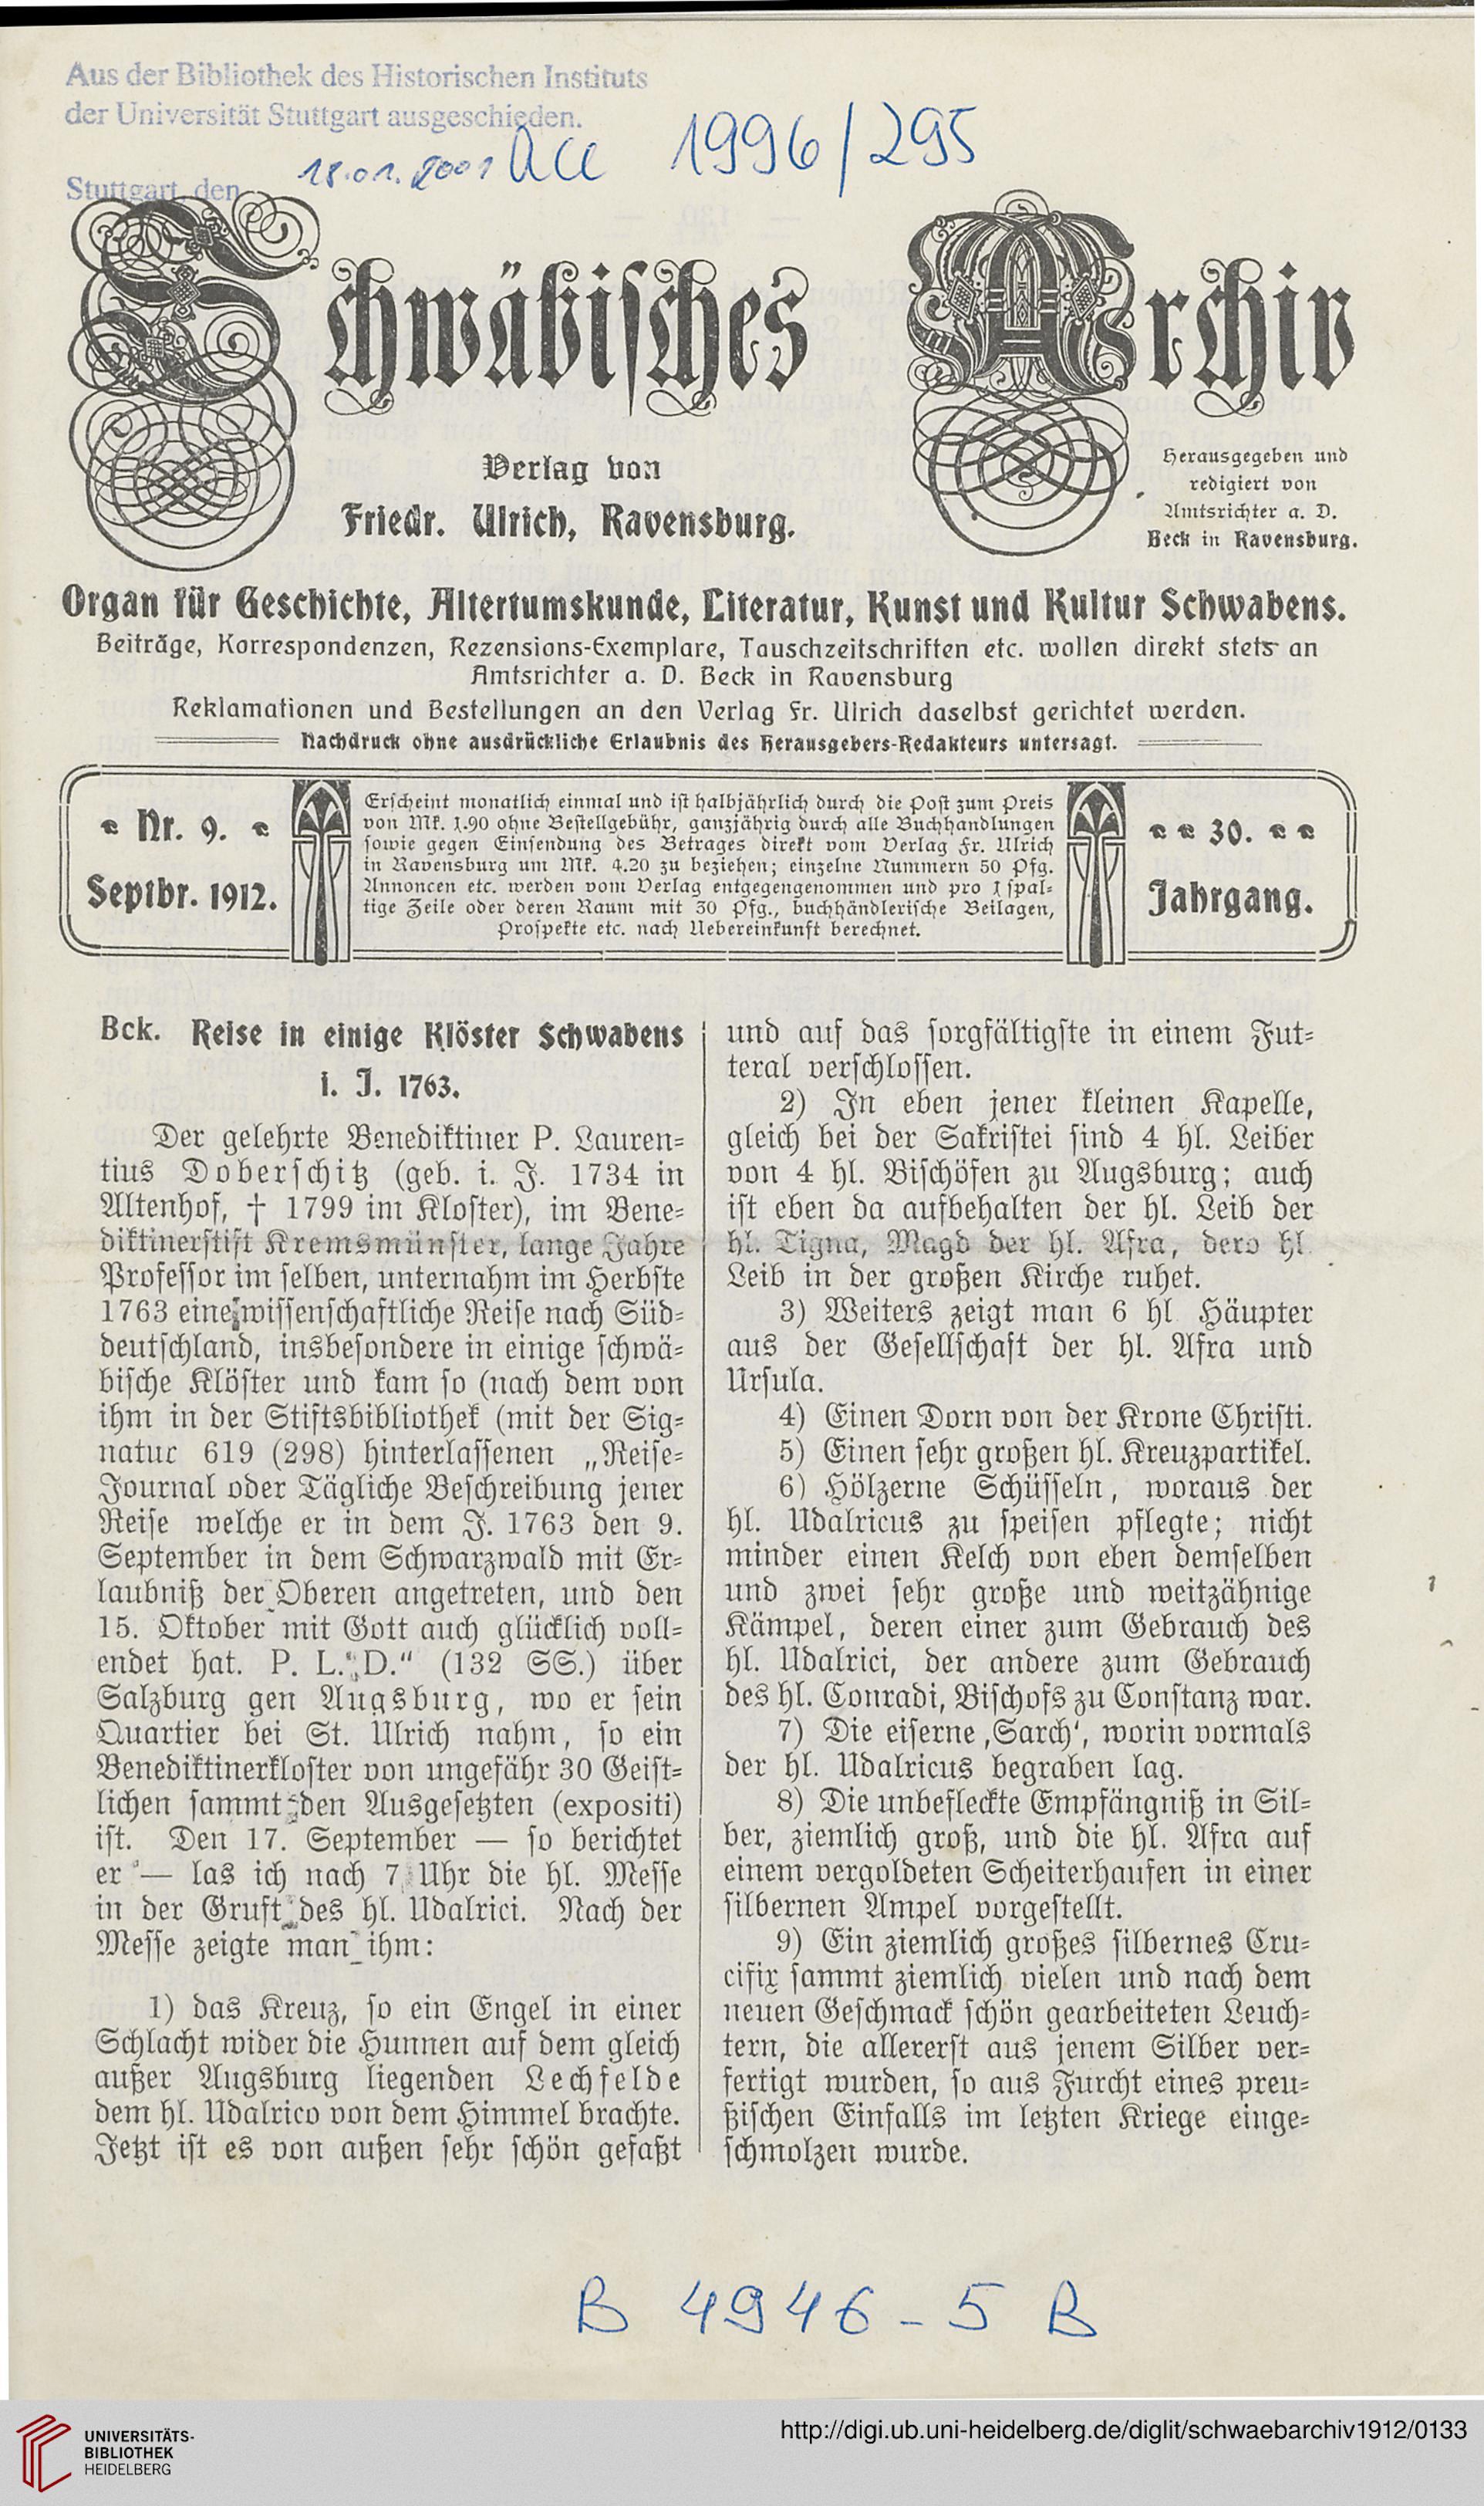 Aus der Bibliothek des Historischen Instituts
der Universität Stuttgart ausgeschieden.
18.01.2001 1996/295
Stuttgart, den
Schwäbisches Archiv
Verlag von
Friedr. Ulrich, Ravensburg.
Herausgegeben und
redigiert von
Amtsrichter a. D.
Beck in Ravensburg.
Organ für Geschichte, Altertumskunde, Literatur, Kunst und Kultur Schwabens.
Beiträge, Korrespondenzen, Rezensions-Exemplare, Tauschzeitschriften etc. wollen direkt stets an
Amtsrichter a. D. Beck in Ravensburg
Reklamationen und Bestellungen an den Verlag Fr. Ulrich daselbst gerichtet werden.
Nachdruck ohne ausdrückliche Erlaubnis des Herausgebers-Redakteurs untersagt.
Nr. 9.
Septbr. 1912.
Erscheint monatlich einmal und ist halbjährlich durch die Post zum Preis
von Mk. 1.90 ohne Bestellgebühr, ganzjährig durch alle Buchhandlungen
sowie gegen Einsendung des Betrages direkt vom Verlag Fr. Ulrich
in Ravensburg um Mk. 4.20 zu beziehen; einzelne Nummern 50 Pfg.
Annoncen etc. werden vom Verlag entgegengenommen und pro 1 spal-
tige Zeile oder deren Raum mit 30 Pfg., buchhändlerische Beilagen,
Prospekte etc. nach Uebereinkunft berechnet.
30.
Jahrgang.
Bck. Reise in einige Klöster Schwabens
i. J. 1763.
Der gelehrte Benediktiner P. Lauren-
tius Doberschitz (geb. i. J. 1734 in
Altenhof, † 1799 im Kloster), im Bene-
diktinerstift Kremsmünster, lange Jahre
Professor im selben, unternahm im Herbste
1763 eine wissenschaftliche Reise nach Süd-
deutschland, insbesondere in einige schwä-
bische Klöster und kam so (nach dem von
ihm in der Stiftsbibliothek (mit der Sig-
natur 619 (298) hinterlassenen „Reise-
Journal oder Tägliche Beschreibung jener
Reise welche er in dem J. 1763 den 9.
September in dem Schwarzwald mit Er-
laubniß der Oberen angetreten, und den
15. Oktober mit Gott auch glücklich voll-
endet hat. P. L. D.“ (132 SS.) über
Salzburg gen Augsburg, wo er sein
Quartier bei St. Ulrich nahm, so ein
Benediktinerkloster von ungefähr 30 Geist-
lichen sammt den Ausgesetzten (expositi)
ist. Den 17. September — so berichtet
er — las ich nach 7 Uhr die hl. Messe
in der Gruft des hl. Udalrici. Nach der
Messe zeigte man ihm:
1) das Kreuz, so ein Engel in einer
Schlacht wider die Hunnen auf dem gleich
außer Augsburg liegenden Lechfelde
dem hl. Udalrico von dem Himmel brachte.
Jetzt ist es von außen sehr schön gefaßt
und auf das sorgfältigste in einem Fut-
teral verschlossen.
2) In eben jener kleinen Kapelle,
gleich bei der Sakristei sind 4 hl. Leiber
von 4 hl. Bischöfen zu Augsburg; auch
ist eben da aufbehalten der hl. Leib der
hl. Tigna, Magd der hl. Afra, dero hl
Leib in der großen Kirche ruhet.
3) Weiters zeigt man 6 hl Häupter
aus der Gesellschaft der hl. Afra und
Ursula.
4) Einen Dorn von der Krone Christi.
5) Einen sehr großen hl. Kreuzpartikel.
6) Hölzerne Schüsseln, woraus der
hl. Udalricus zu speisen pflegte; nicht
minder einen Kelch von eben demselben
und zwei sehr große und weitzähnige
Kämpel, deren einer zum Gebrauch des
hl. Udalrici, der andere zum Gebrauch
des hl. Conradi, Bischofs zu Constanz war.
7) Die eiserne ‚Sarch‘, worin vormals
der hl. Udalricus begraben lag.
8) Die unbefleckte Empfängniß in Sil-
ber, ziemlich groß, und die hl. Afra auf
einem vergoldeten Scheiterhaufen in einer
silbernen Ampel vorgestellt.
9) Ein ziemlich großes silbernes Cru-
cifix sammt ziemlich vielen und nach dem
neuen Geschmack schön gearbeiteten Leuch-
tern, die allererst aus jenem Silber ver-
fertigt wurden, so aus Furcht eines preu-
ßischen Einfalls im letzten Kriege einge-
schmolzen wurde.
B 4946-5 B
UNIVERSITÄTS-
BIBLIOTHEK
HEIDELBERG
http://digi.ub.uni-heidelberg.de/diglit/schwaebarchiv1912/0133